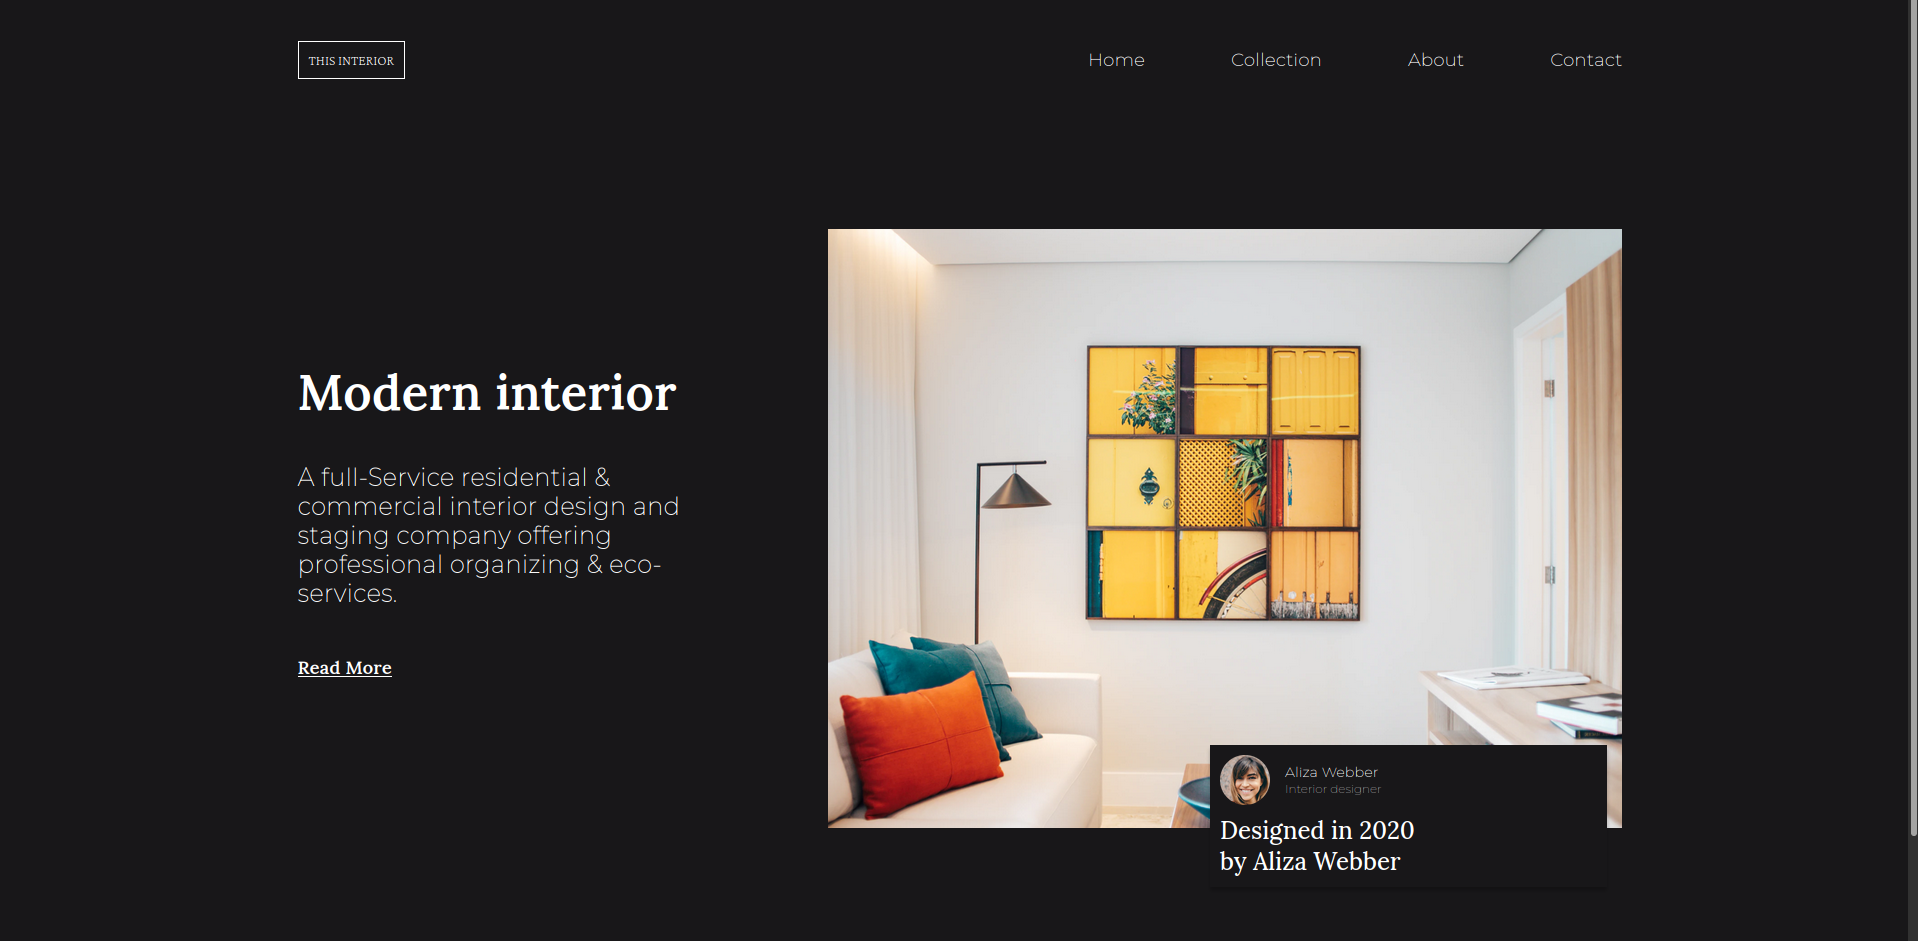 THIS INTERIOR
Home
Collection
About
Contact
Modern interior
A full-Service residential &
commercial interior design and
staging company offering
professional organizing & eco-
services.
Read More
Aliza Webber
Interior designer
Designed in 2020
by Aliza Webber